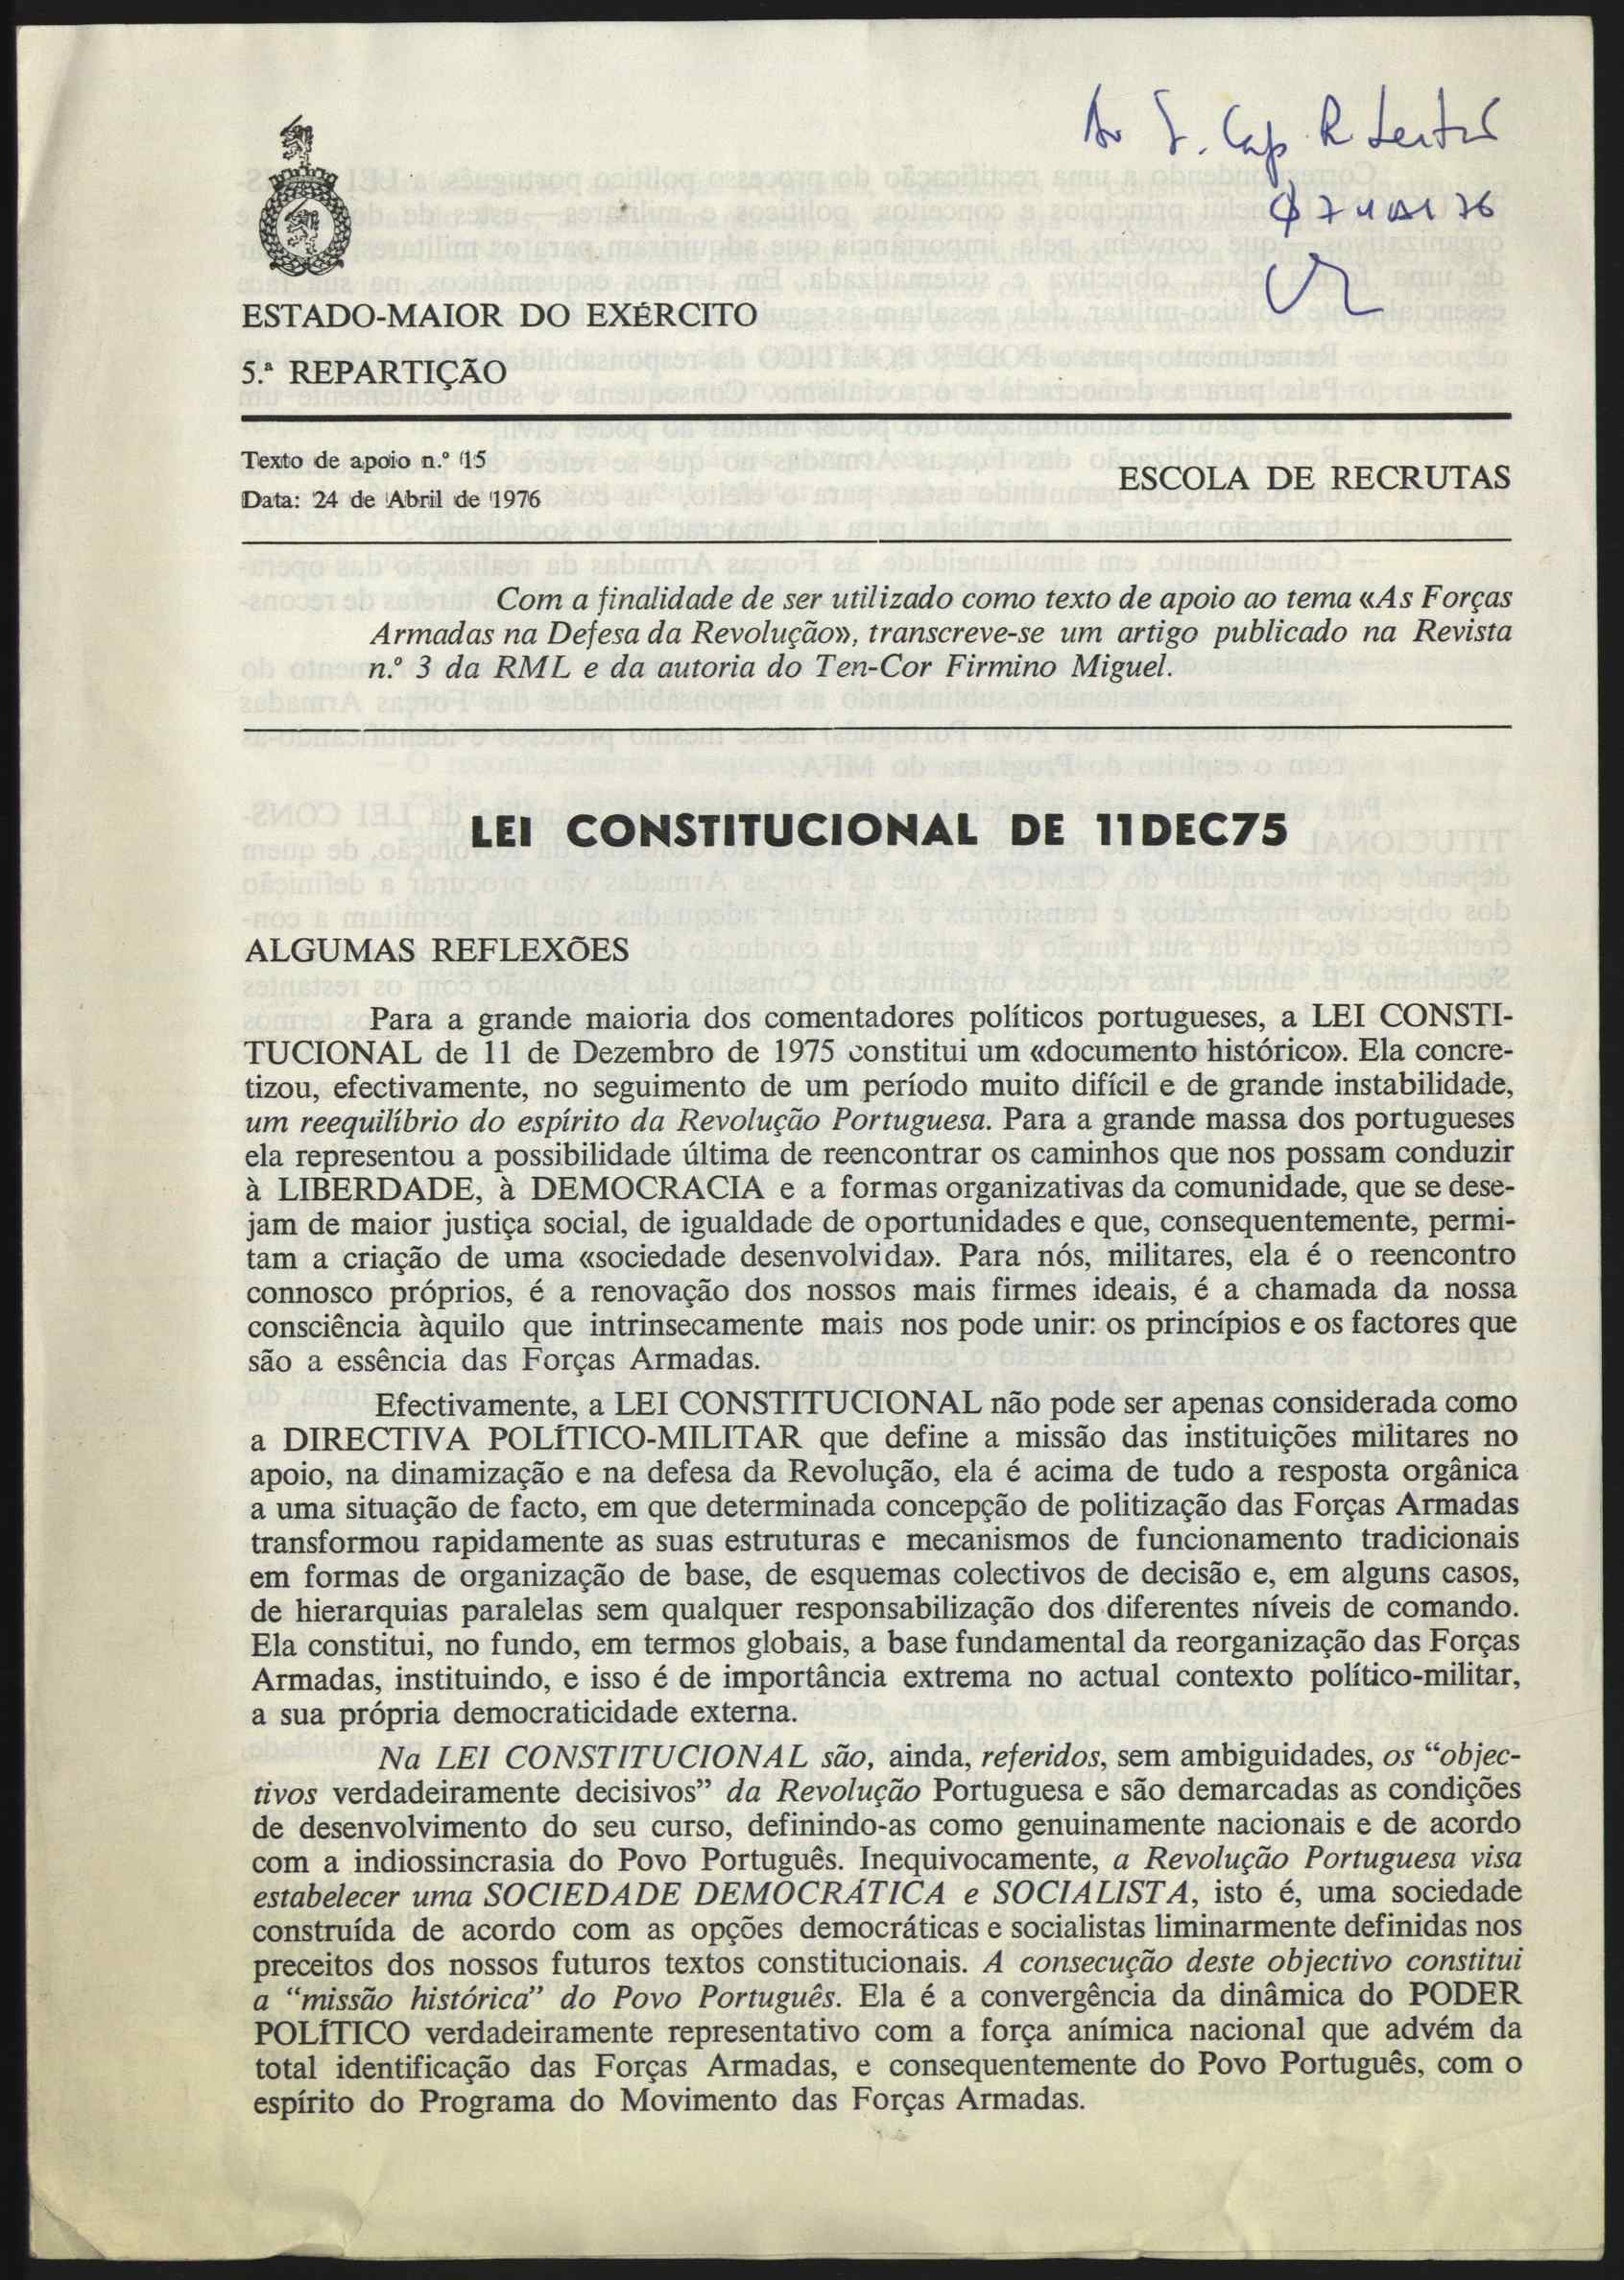 Ao S. Cap. R
07 MAI 76
ESTADO-MAIOR DO EXÉRCITO
5.ª REPARTIÇÃO
Texto de apoio n.º 15
Data: 24 de Abril de 1976
ESCOLA DE RECRUTAS
Com a finalidade de ser utilizado como texto de apoio ao tema «As Forças
Armadas na Defesa da Revolução», transcreve-se um artigo publicado na Revista
n.º 3 da RML e da autoria do Ten-Cor Firmino Miguel.
LEI CONSTITUCIONAL DE 11DEC75
ALGUMAS REFLEXÕES
Para a grande maioria dos comentadores políticos portugueses, a LEI CONSTI-
TUCIONAL de 11 de Dezembro de 1975 constitui um «documento histórico». Ela concre-
tizou, efectivamente, no seguimento de um período muito difícil e de grande instabilidade,
um reequilíbrio do espírito da Revolução Portuguesa. Para a grande massa dos portugueses
ela representou a possibilidade última de reencontrar os caminhos que nos possam conduzir
à LIBERDADE, à DEMOCRACIA e a formas organizativas da comunidade, que se dese-
jam de maior justiça social, de igualdade de oportunidades e que, consequentemente, permi-
tam a criação de uma «sociedade desenvolvida». Para nós, militares, ela é o reencontro
connosco próprios, é a renovação dos nossos mais firmes ideais, é a chamada da nossa
consciência àquilo que intrinsecamente mais nos pode unir: os princípios e os factores que
são a essência das Forças Armadas.
Efectivamente, a LEI CONSTITUCIONAL não pode ser apenas considerada como
a DIRECTIVA POLÍTICO-MILITAR que define a missão das instituições militares no
apoio, na dinamização e na defesa da Revolução, ela é acima de tudo a resposta orgânica
a uma situação de facto, em que determinada concepção de politização das Forças Armadas
transformou rapidamente as suas estruturas e mecanismos de funcionamento tradicionais
em formas de organização de base, de esquemas colectivos de decisão e, em alguns casos,
de hierarquias paralelas sem qualquer responsabilização dos diferentes níveis de comando.
Ela constitui, no fundo, em termos globais, a base fundamental da reorganização das Forças
Armadas, instituindo, e isso é de importância extrema no actual contexto político-militar,
a sua própria democraticidade externa.
Na LEI CONSTITUCIONAL são, ainda, referidos, sem ambiguidades, os “objec-
tivos verdadeiramente decisivos” da Revolução Portuguesa e são demarcadas as condições
de desenvolvimento do seu curso, definindo-as como genuinamente nacionais e de acordo
com a indiossincrasia do Povo Português. Inequivocamente, a Revolução Portuguesa visa
estabelecer uma SOCIEDADE DEMOCRÁTICA e SOCIALISTA, isto é, uma sociedade
construída de acordo com as opções democráticas e socialistas liminarmente definidas nos
preceitos dos nossos futuros textos constitucionais. A consecução deste objectivo constitui
a “missão histórica” do Povo Português. Ela é a convergência da dinâmica do PODER
POLÍTICO verdadeiramente representativo com a força anímica nacional que advém da
total identificação das Forças Armadas, e consequentemente do Povo Português, com o
espírito do Programa do Movimento das Forças Armadas.